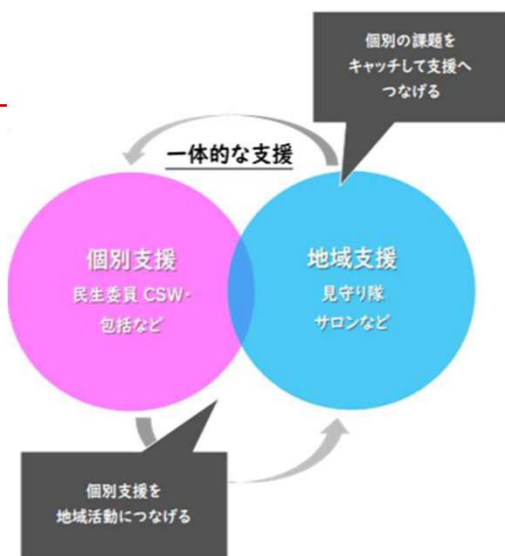 個別の課題を
キャッチして支援へ
つなげる
一体的な支援
個別支援
民生委員 CSW・
包括など
地域支援
見守り隊
サロンなど
個別支援を
地域活動につなげる